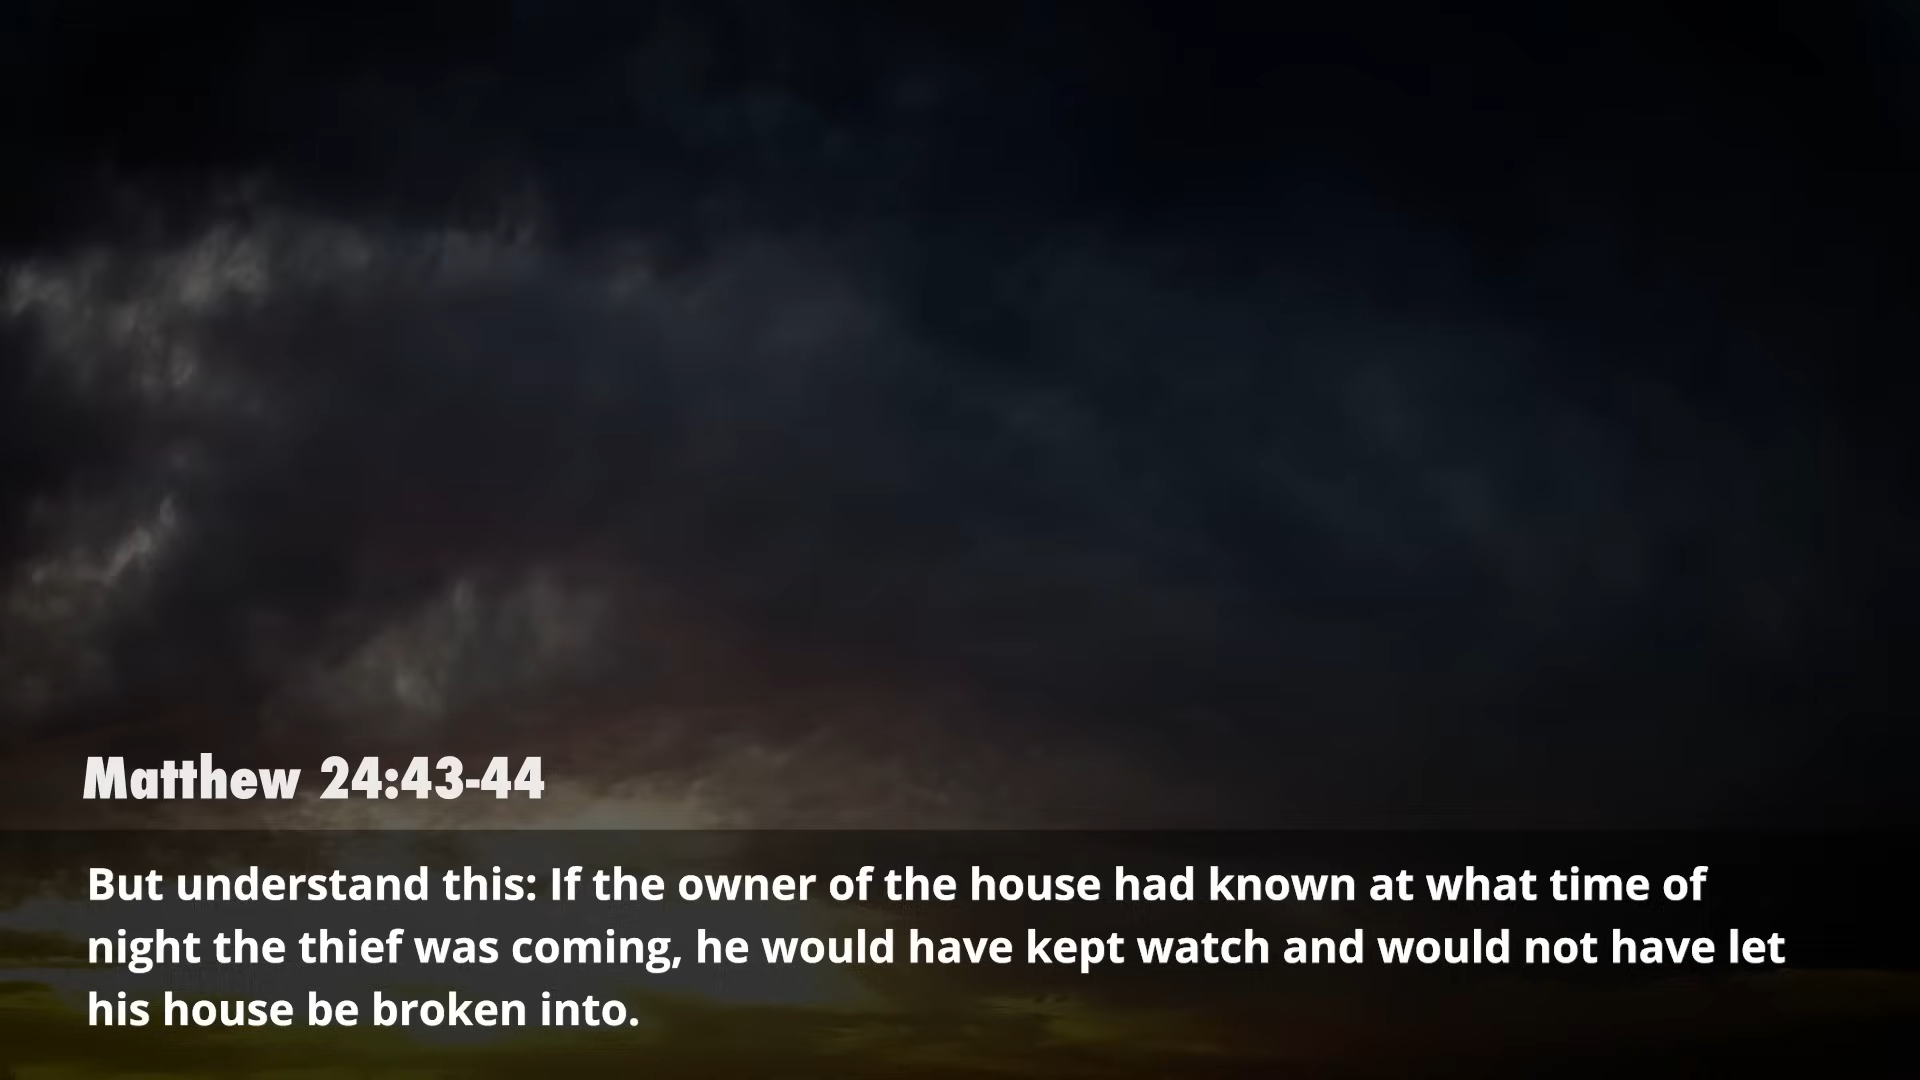 Matthew 24:43-44
But understand this: If the owner of the house had known at what time of
night the thief was coming, he would have kept watch and would not have let
his house be broken into.